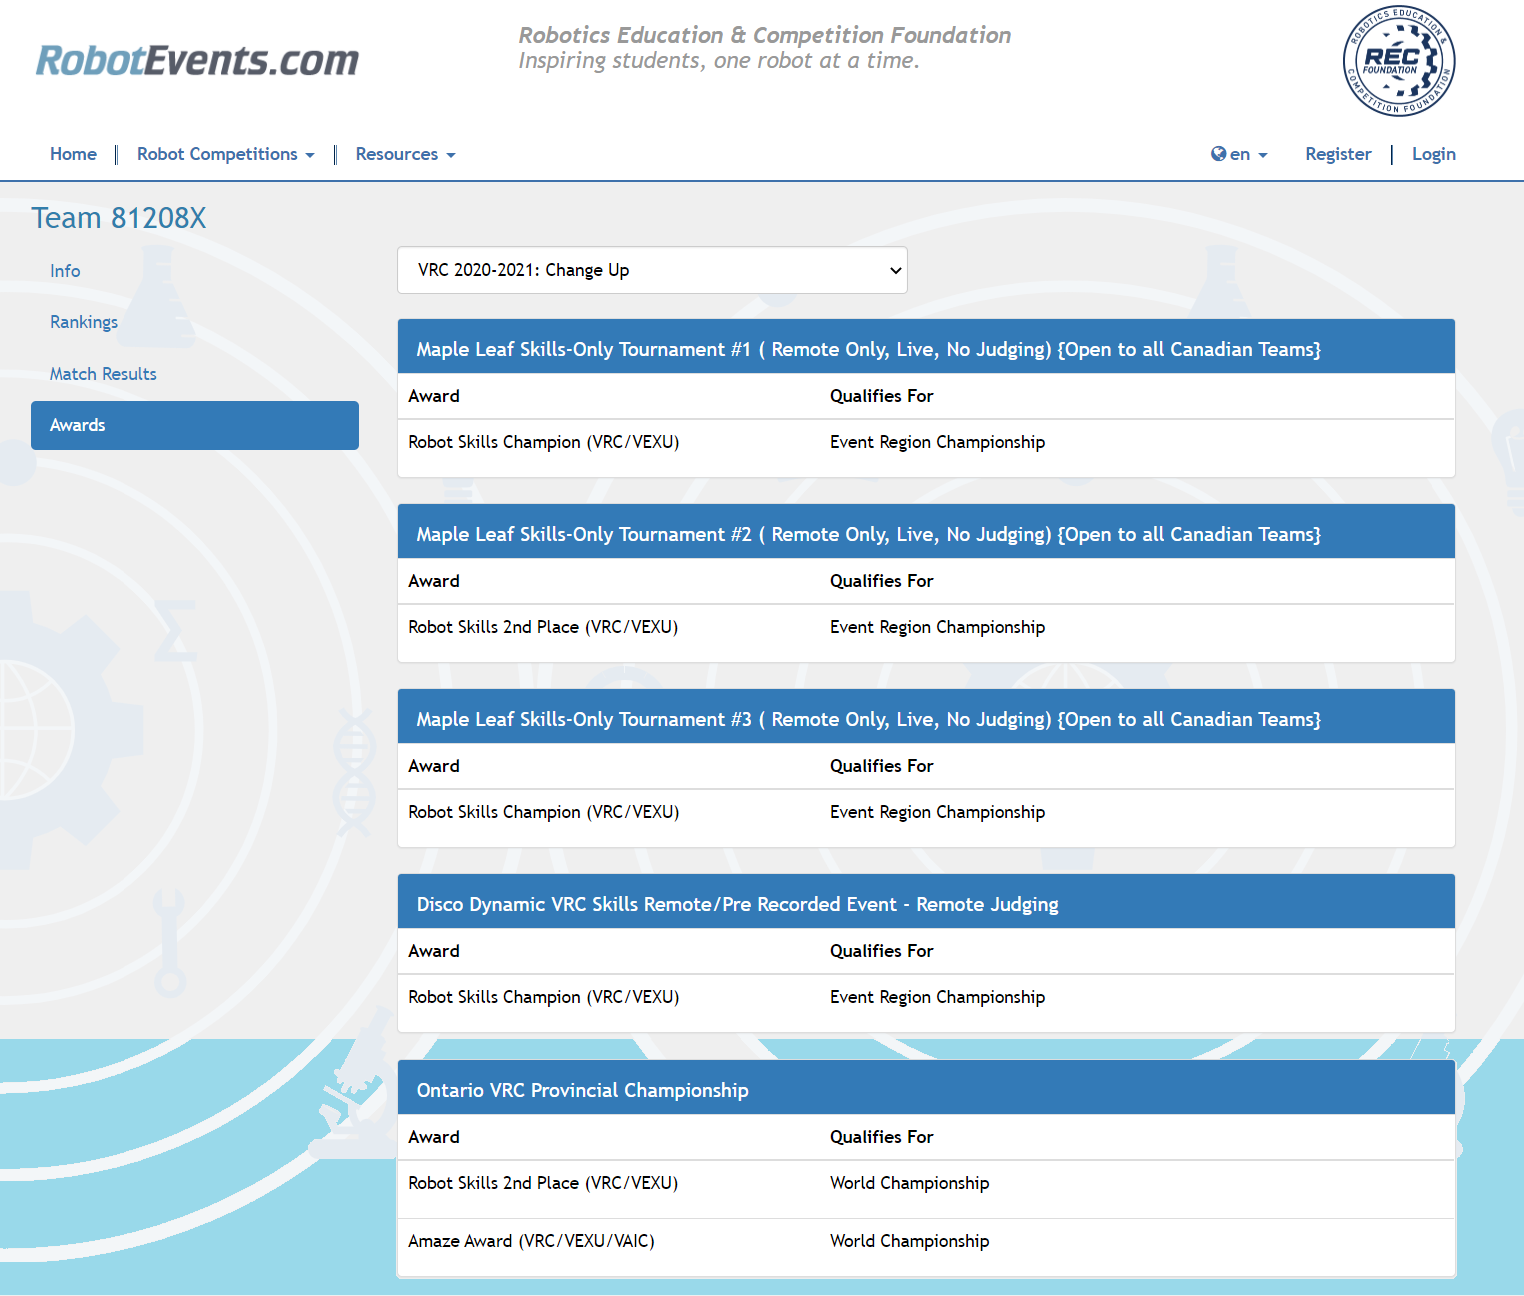 RobotEvents.com
Robotics Education & Competition Foundation
Inspiring students, one robot at a time.
ROBOTICS EDUCATION &
REC
FOUNDATION
COMPETITION FOUNDATION
Home Robot Competitions Resources en Register Login
Team 81208X
Info
Rankings
Match Results
Awards
VRC 2020-2021: Change Up
Maple Leaf Skills-Only Tournament #1 ( Remote Only, Live, No Judging) {Open to all Canadian Teams}
Award Qualifies For
Robot Skills Champion (VRC/VEXU) Event Region Championship
Maple Leaf Skills-Only Tournament #2 ( Remote Only, Live, No Judging) {Open to all Canadian Teams}
Award Qualifies For
Robot Skills 2nd Place (VRC/VEXU) Event Region Championship
Maple Leaf Skills-Only Tournament #3 ( Remote Only, Live, No Judging) {Open to all Canadian Teams}
Award Qualifies For
Robot Skills Champion (VRC/VEXU) Event Region Championship
Disco Dynamic VRC Skills Remote/Pre Recorded Event - Remote Judging
Award Qualifies For
Robot Skills Champion (VRC/VEXU) Event Region Championship
Ontario VRC Provincial Championship
Award Qualifies For
Robot Skills 2nd Place (VRC/VEXU) World Championship
Amaze Award (VRC/VEXU/VAIC) World Championship